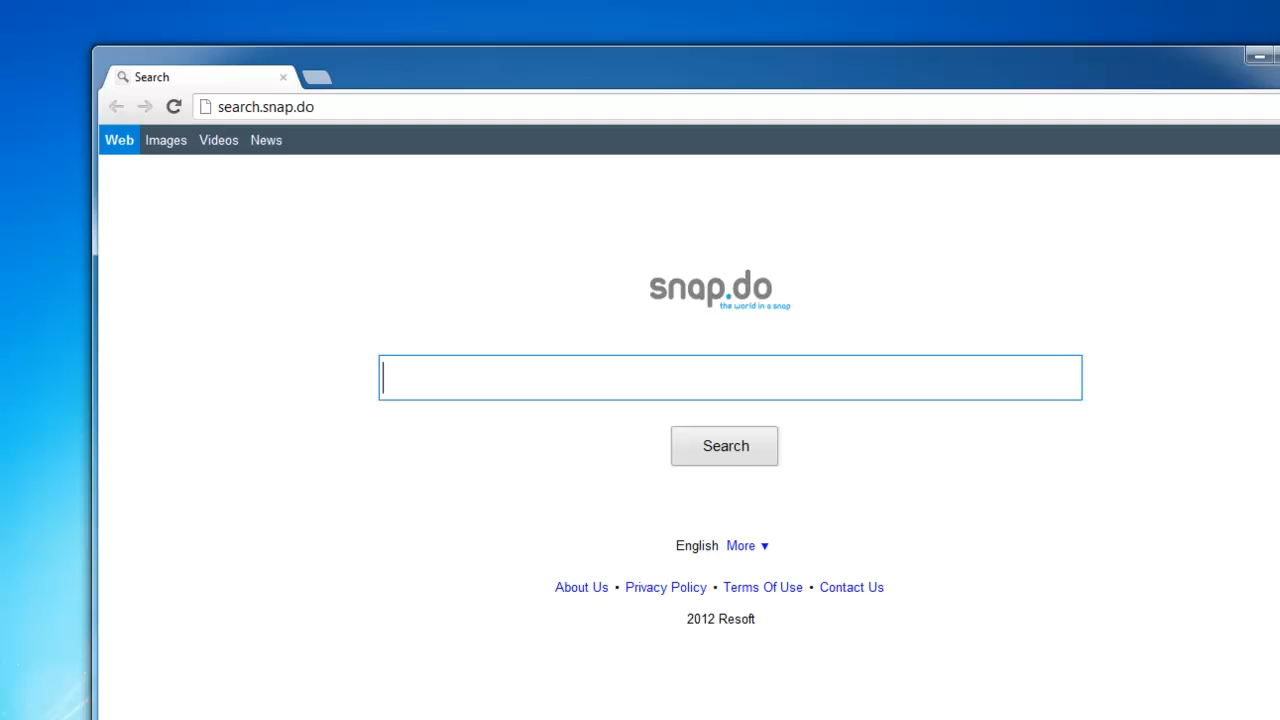 Search
search.snap.do
Web Images Videos News
snap.do
the world in a snap
Search
English More ▼
About Us • Privacy Policy • Terms Of Use • Contact Us
2012 Resoft